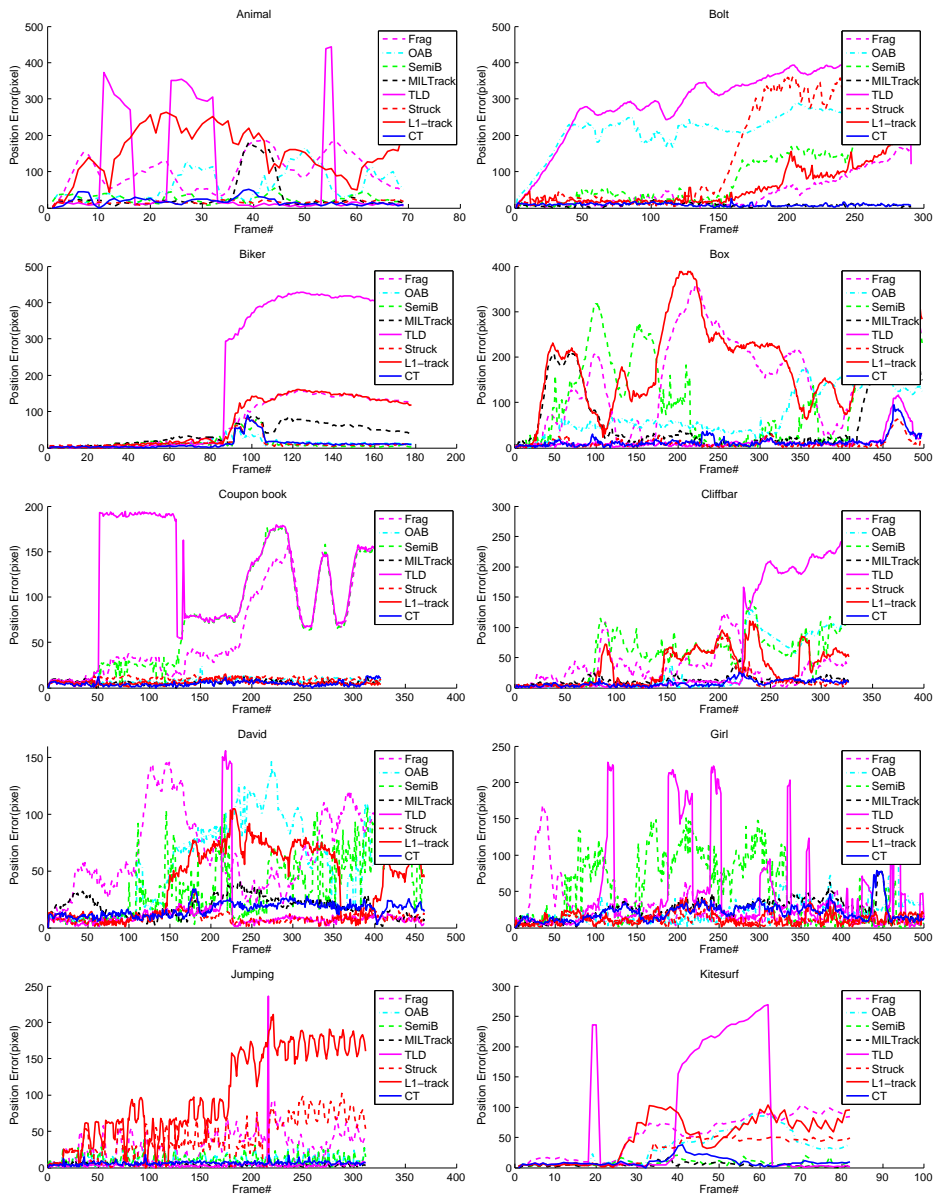 Animal
Position Error(pixel)
500
400
300
200
100
0
Frag
OAB
SemiB
MILTrack
TLD
Struck
L1−track
CT
0 10 20 30 40 50 60 70 80
Frame#
Bolt
Position Error(pixel)
500
400
300
200
100
0
Frag
OAB
SemiB
MILTrack
TLD
Struck
L1−track
CT
0 50 100 150 200 250 300
Frame#
Biker
Position Error(pixel)
500
400
300
200
100
0
Frag
OAB
SemiB
MILTrack
TLD
Struck
L1−track
CT
0 20 40 60 80 100 120 140 160 180 200
Frame#
Box
Position Error(pixel)
400
300
200
100
0
Frag
OAB
SemiB
MILTrack
TLD
Struck
L1−track
CT
0 50 100 150 200 250 300 350 400 450 500
Frame#
Coupon book
Position Error(pixel)
200
150
100
50
0
Frag
OAB
SemiB
MILTrack
TLD
Struck
L1−track
CT
0 50 100 150 200 250 300 350 400
Frame#
Cliffbar
Position Error(pixel)
300
250
200
150
100
50
0
Frag
OAB
SemiB
MILTrack
TLD
Struck
L1−track
CT
0 50 100 150 200 250 300 350 400
Frame#
David
Position Error(pixel)
150
100
50
0
Frag
OAB
SemiB
MILTrack
TLD
Struck
L1−track
CT
0 50 100 150 200 250 300 350 400 450 500
Frame#
Girl
Position Error(pixel)
250
200
150
100
50
0
Frag
OAB
SemiB
MILTrack
TLD
Struck
L1−track
CT
0 50 100 150 200 250 300 350 400 450 500
Frame#
Jumping
Position Error(pixel)
250
200
150
100
50
0
Frag
OAB
SemiB
MILTrack
TLD
Struck
L1−track
CT
0 50 100 150 200 250 300 350 400
Frame#
Kitesurf
Position Error(pixel)
300
250
200
150
100
50
0
Frag
OAB
SemiB
MILTrack
TLD
Struck
L1−track
CT
0 10 20 30 40 50 60 70 80 90 100
Frame#